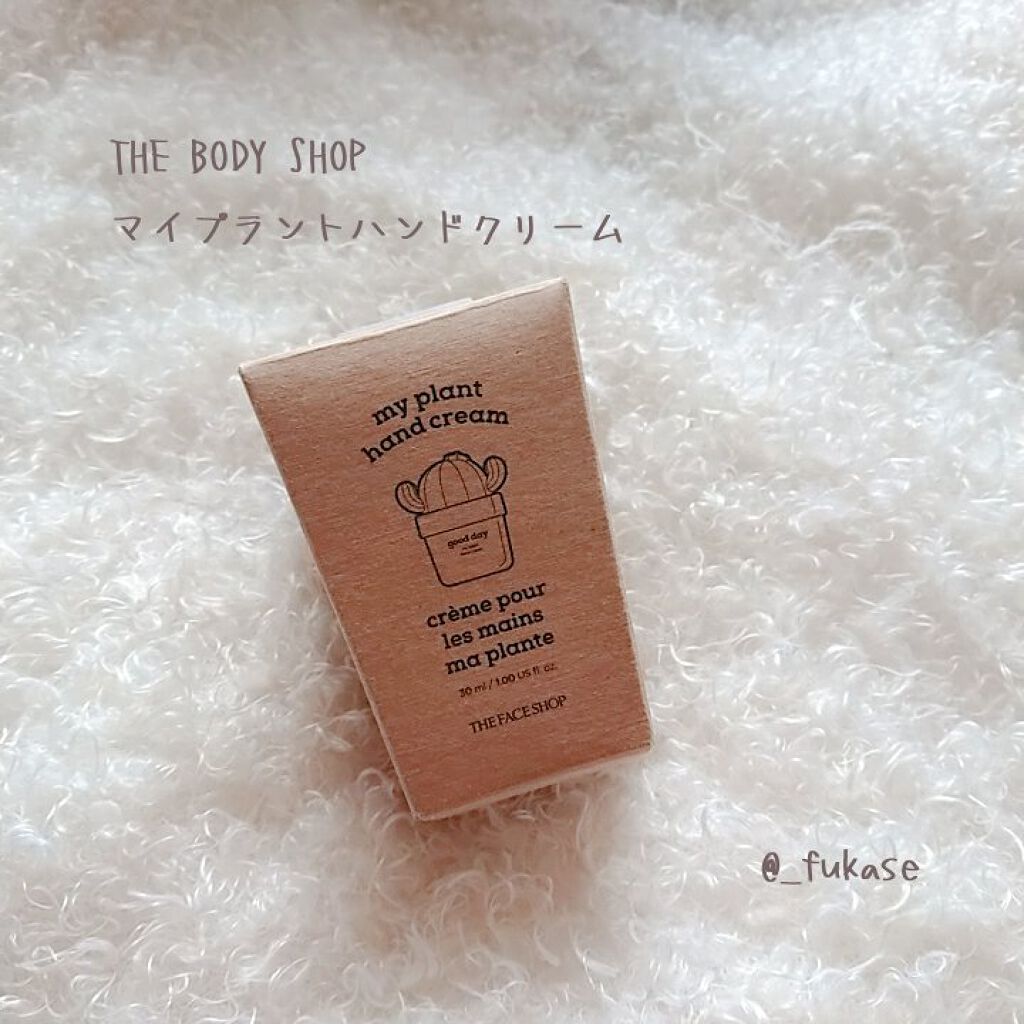 THE BODY SHOP
マイプラントハンドクリーム
my plant
hand cream
good day
crème pour
les mains
ma plante
30 ml / 1.00 US fl. oz.
THE FACE SHOP
@_fukase